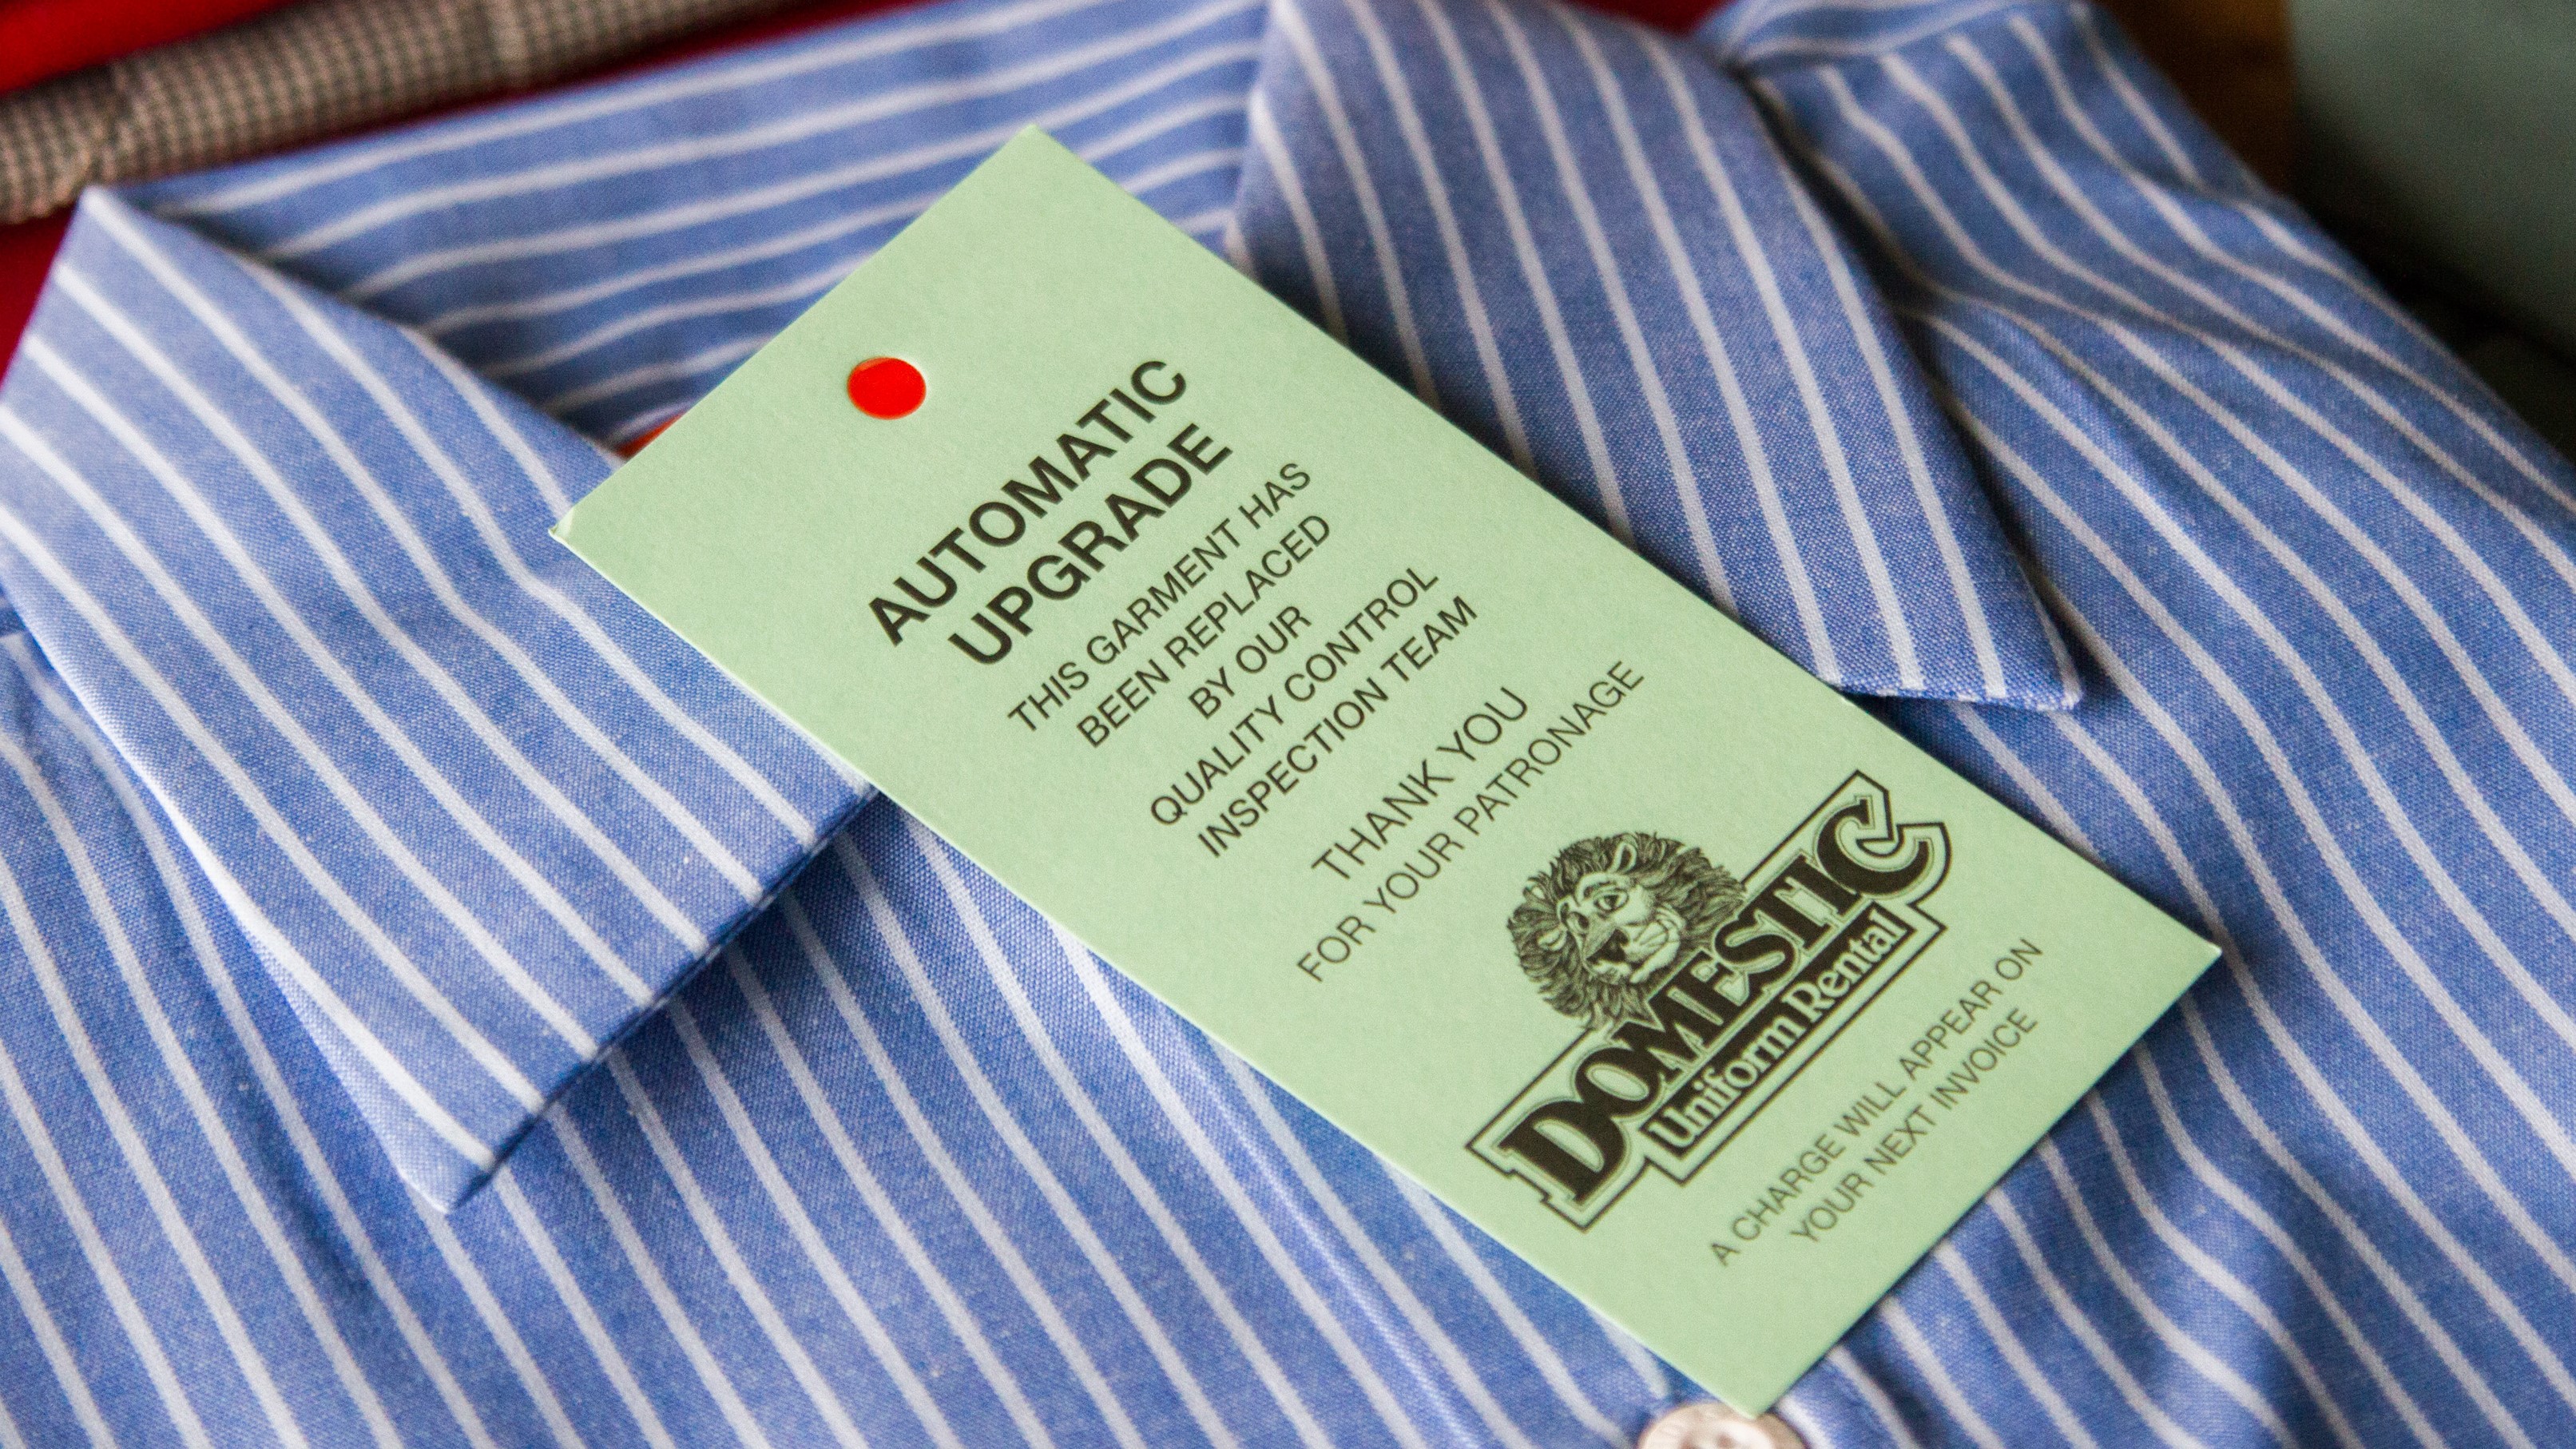 AUTOMATIC
UPGRADE
THIS GARMENT HAS
BEEN REPLACED
BY OUR
QUALITY CONTROL
INSPECTION TEAM
THANK YOU
FOR YOUR PATRONAGE
DOMESTIC
Uniform Rental
A CHARGE WILL APPEAR ON
YOUR NEXT INVOICE